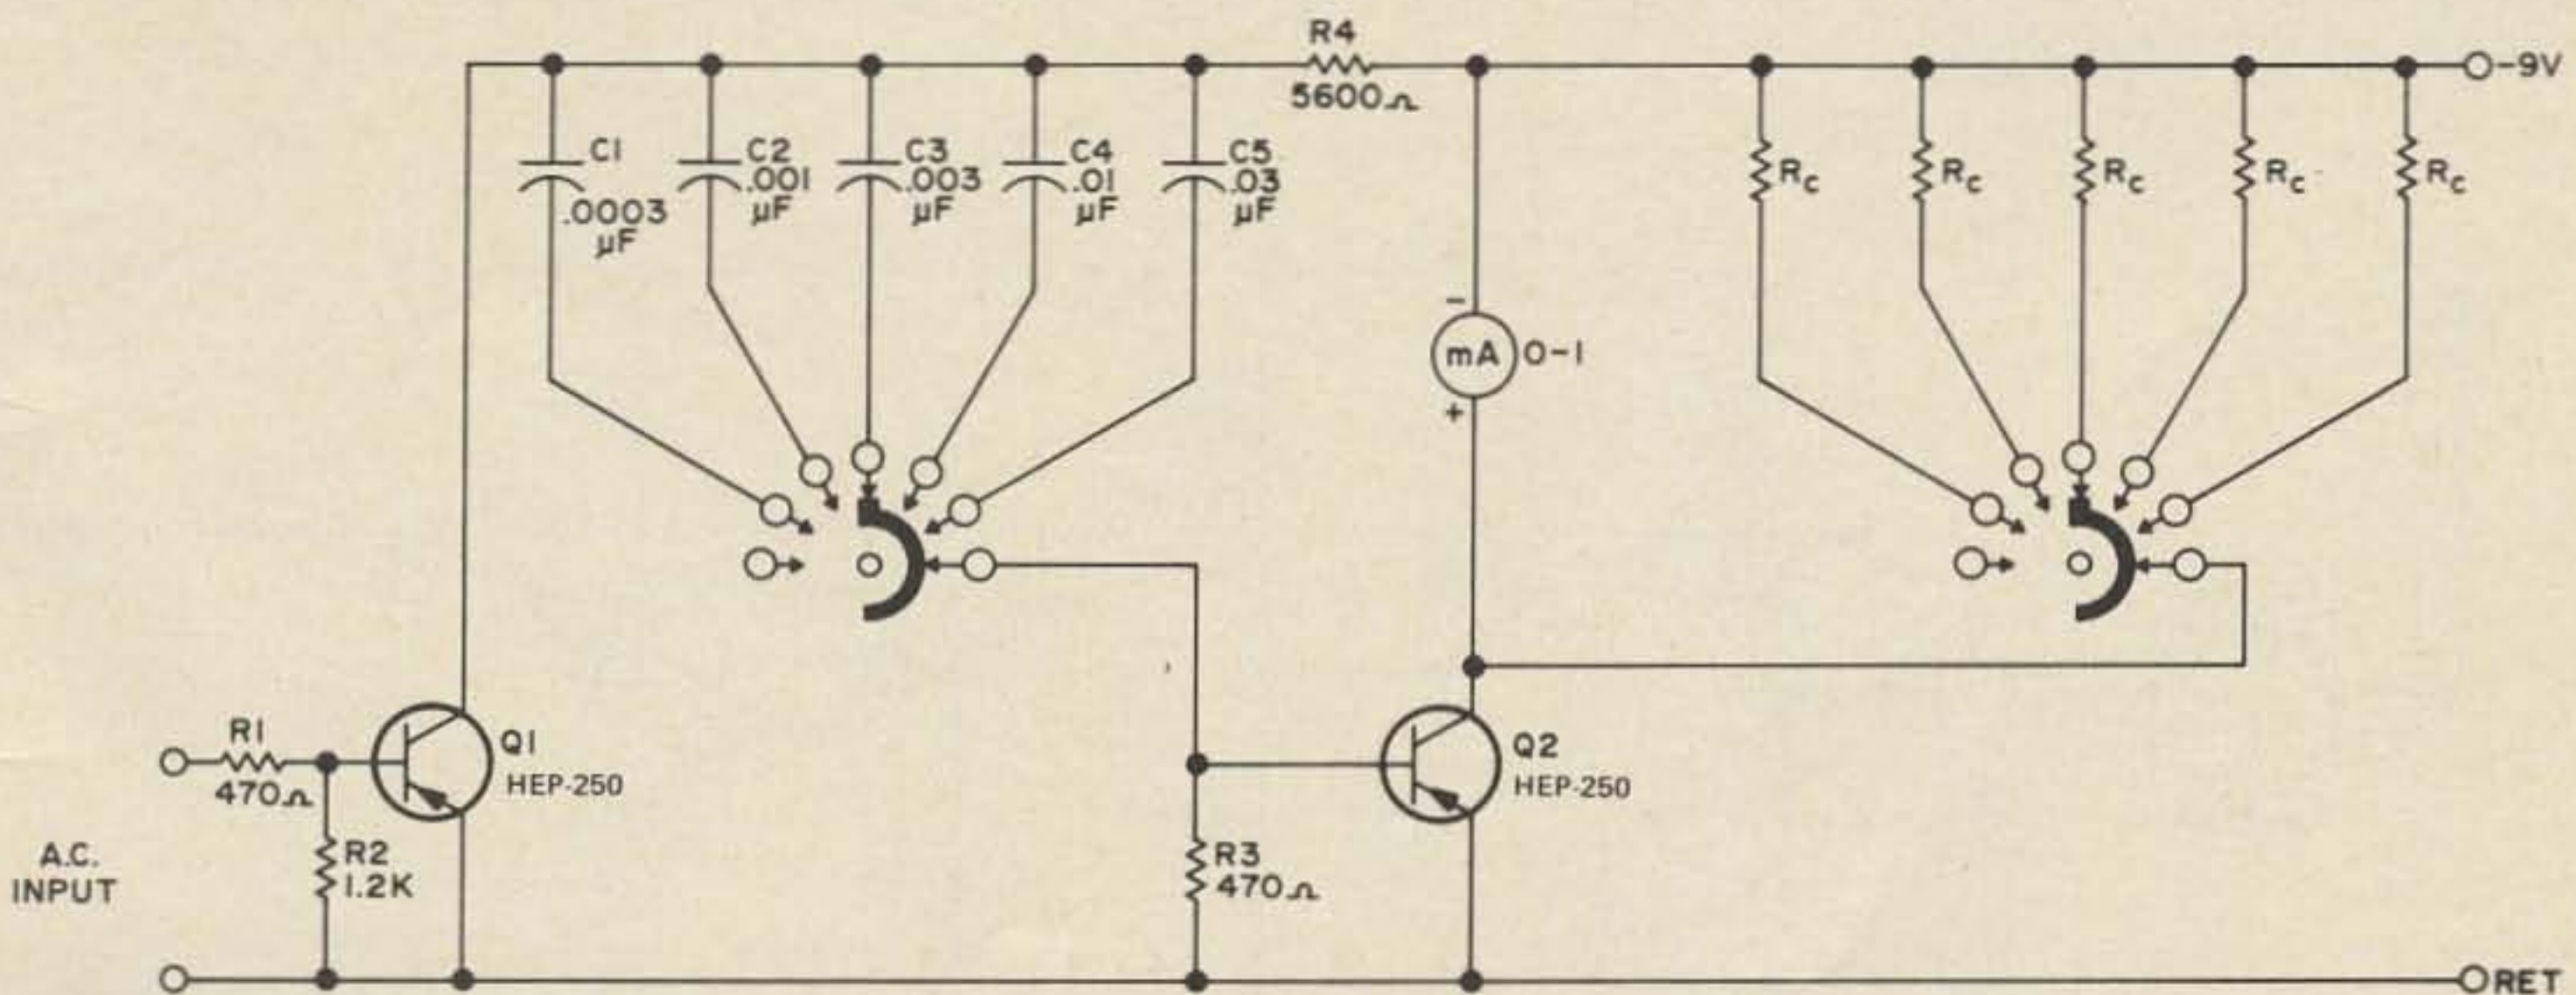 R4
5600Ω
-9V
C1
.0003
µF
C2
.001
µF
C3
.003
µF
C4
.01
µF
C5
.03
µF
Rc
Rc
Rc
Rc
Rc
-
mA 0-1
+
R1
470Ω
Q1
HEP-250
Q2
HEP-250
A.C.
INPUT
R2
1.2K
R3
470Ω
RET